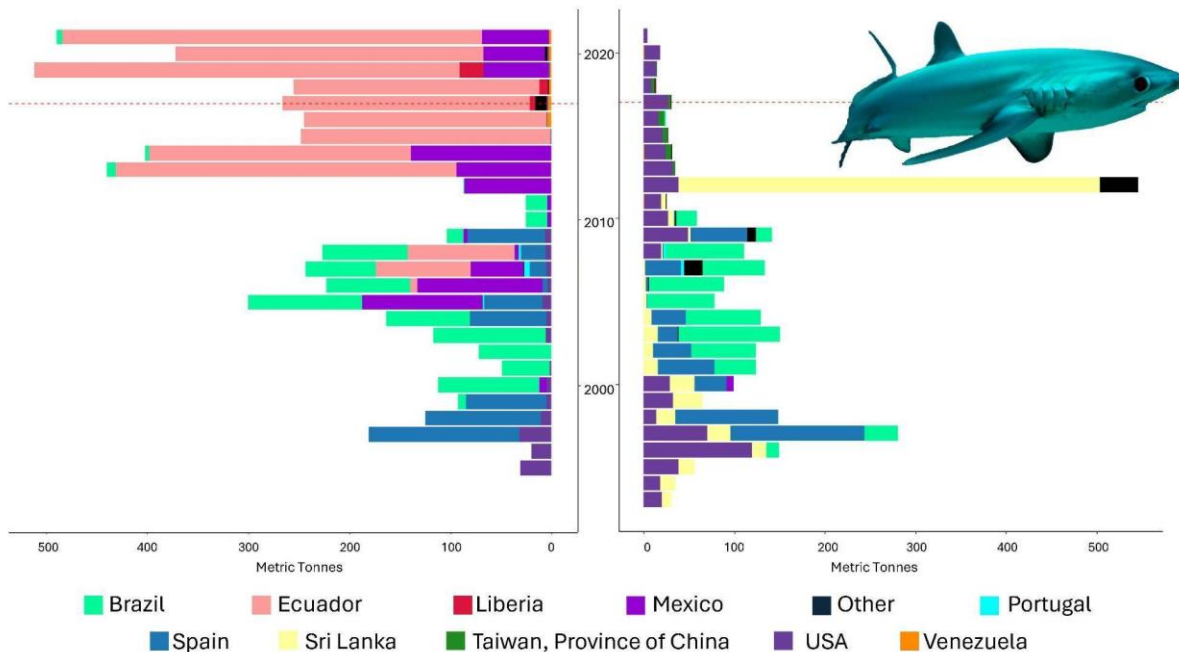 2020
2010
2000
500 400 300 200 100 0
0 100 200 300 400 500
Metric Tonnes
Metric Tonnes
Brazil Ecuador Liberia Mexico Other Portugal
Spain Sri Lanka Taiwan, Province of China USA Venezuela